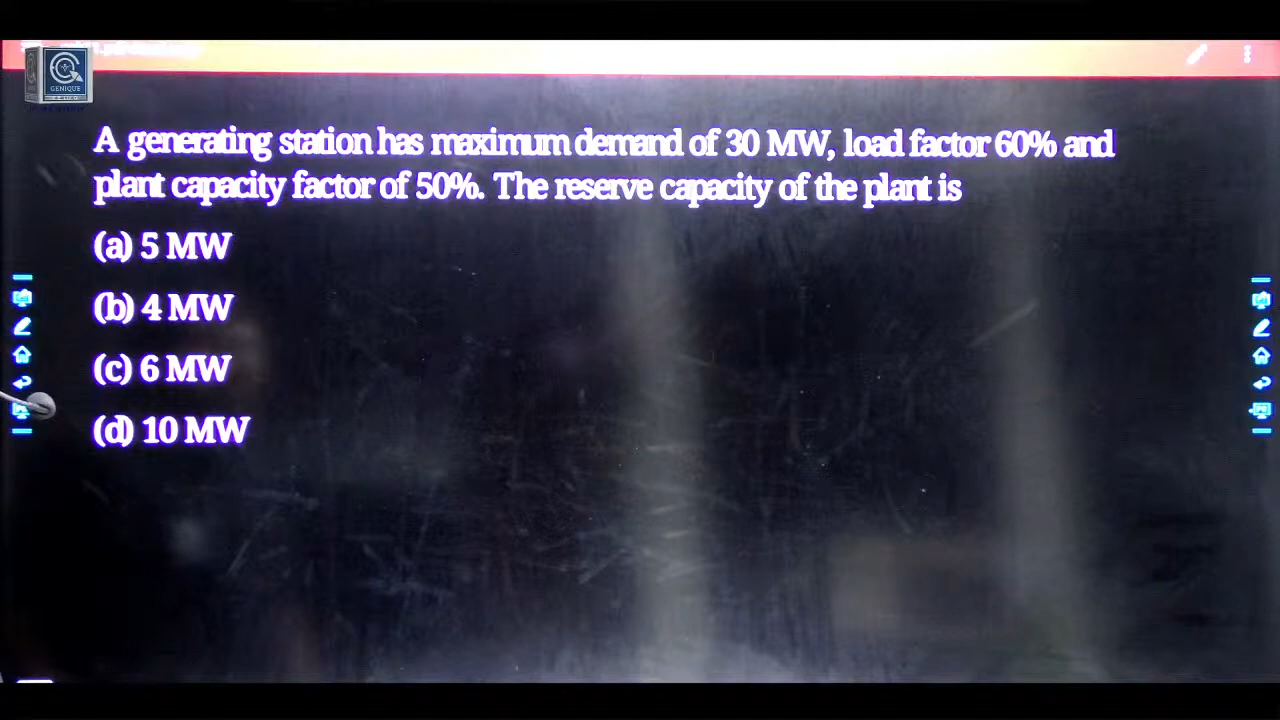 GENIQUE
A generating station has maximum demand of 30 MW, load factor 60% and
plant capacity factor of 50%. The reserve capacity of the plant is
(a) 5 MW
(b) 4 MW
(c) 6 MW
(d) 10 MW